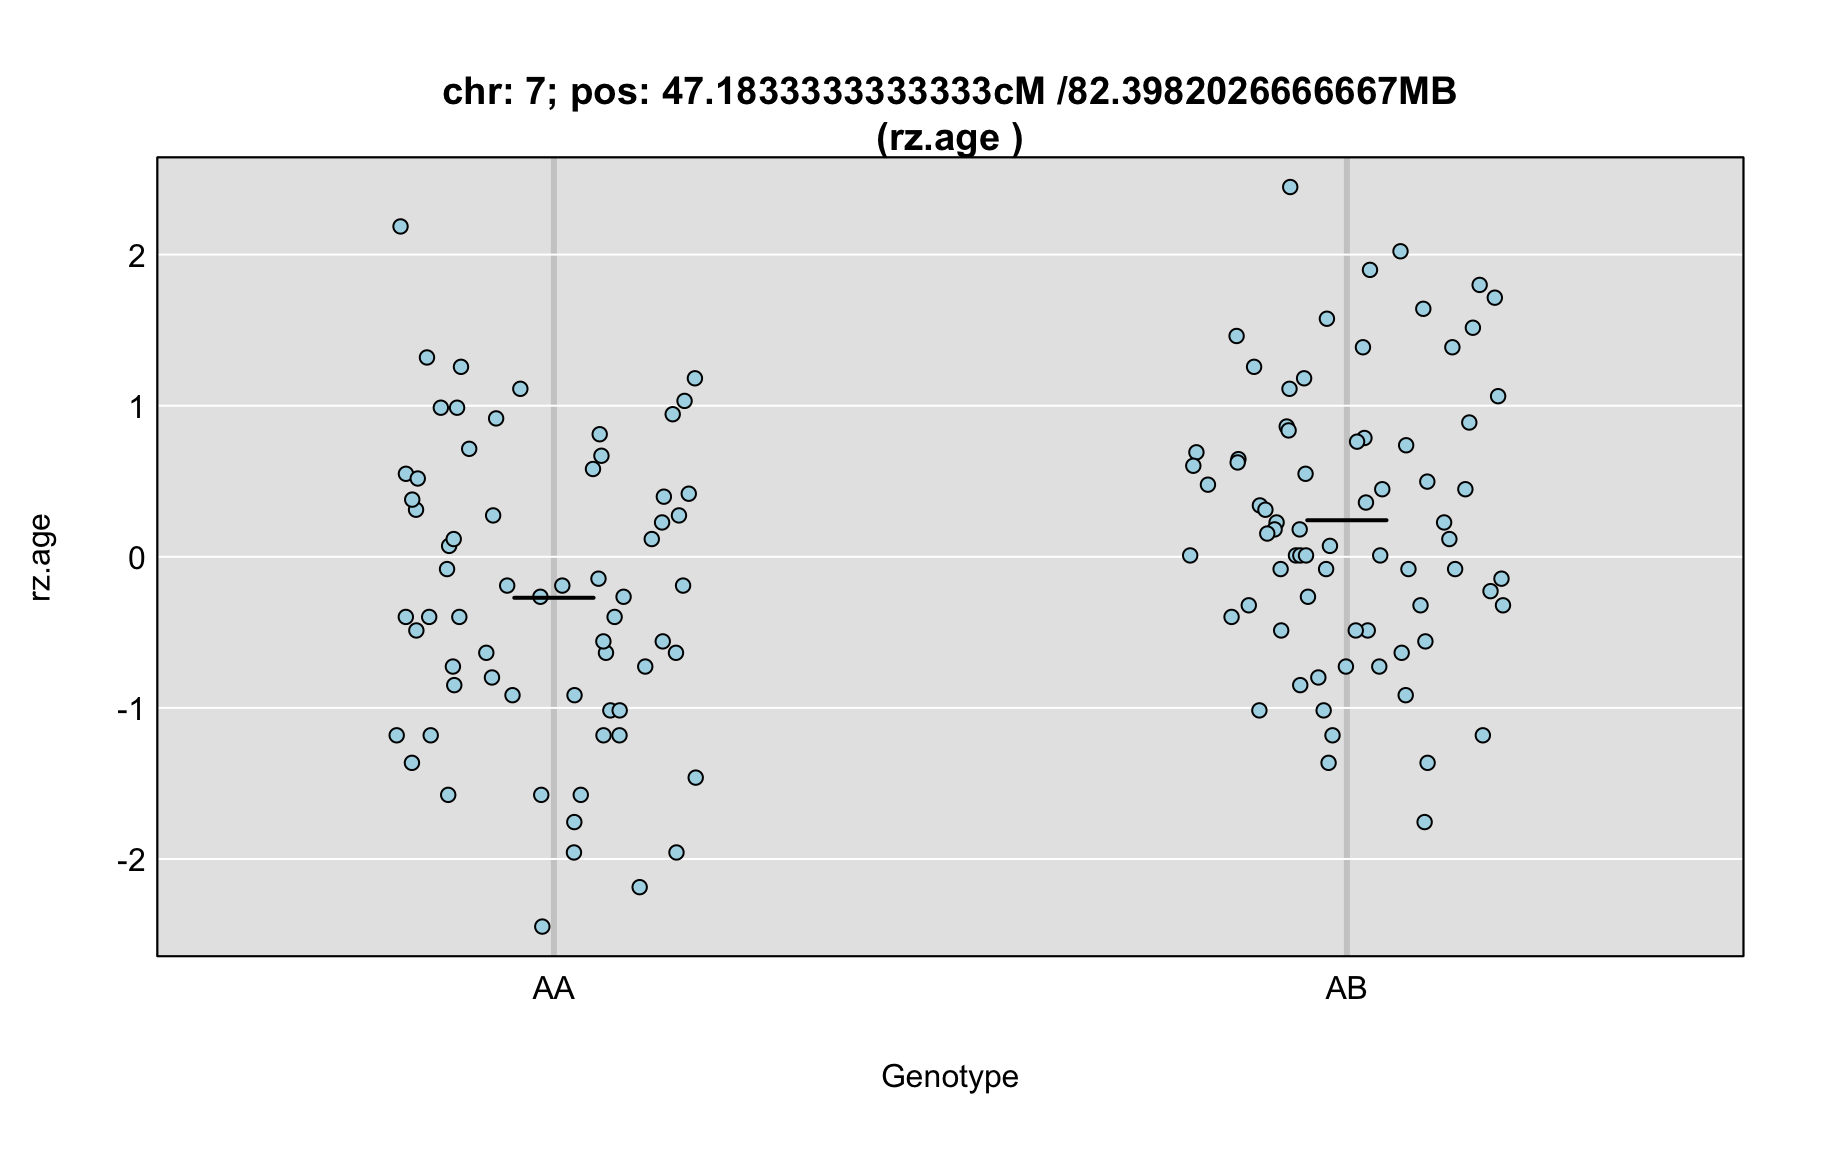 chr: 7; pos: 47.1833333333333cM /82.3982026666667MB
(rz.age )
rz.age
2
1
0
-1
-2
AA
AB
Genotype